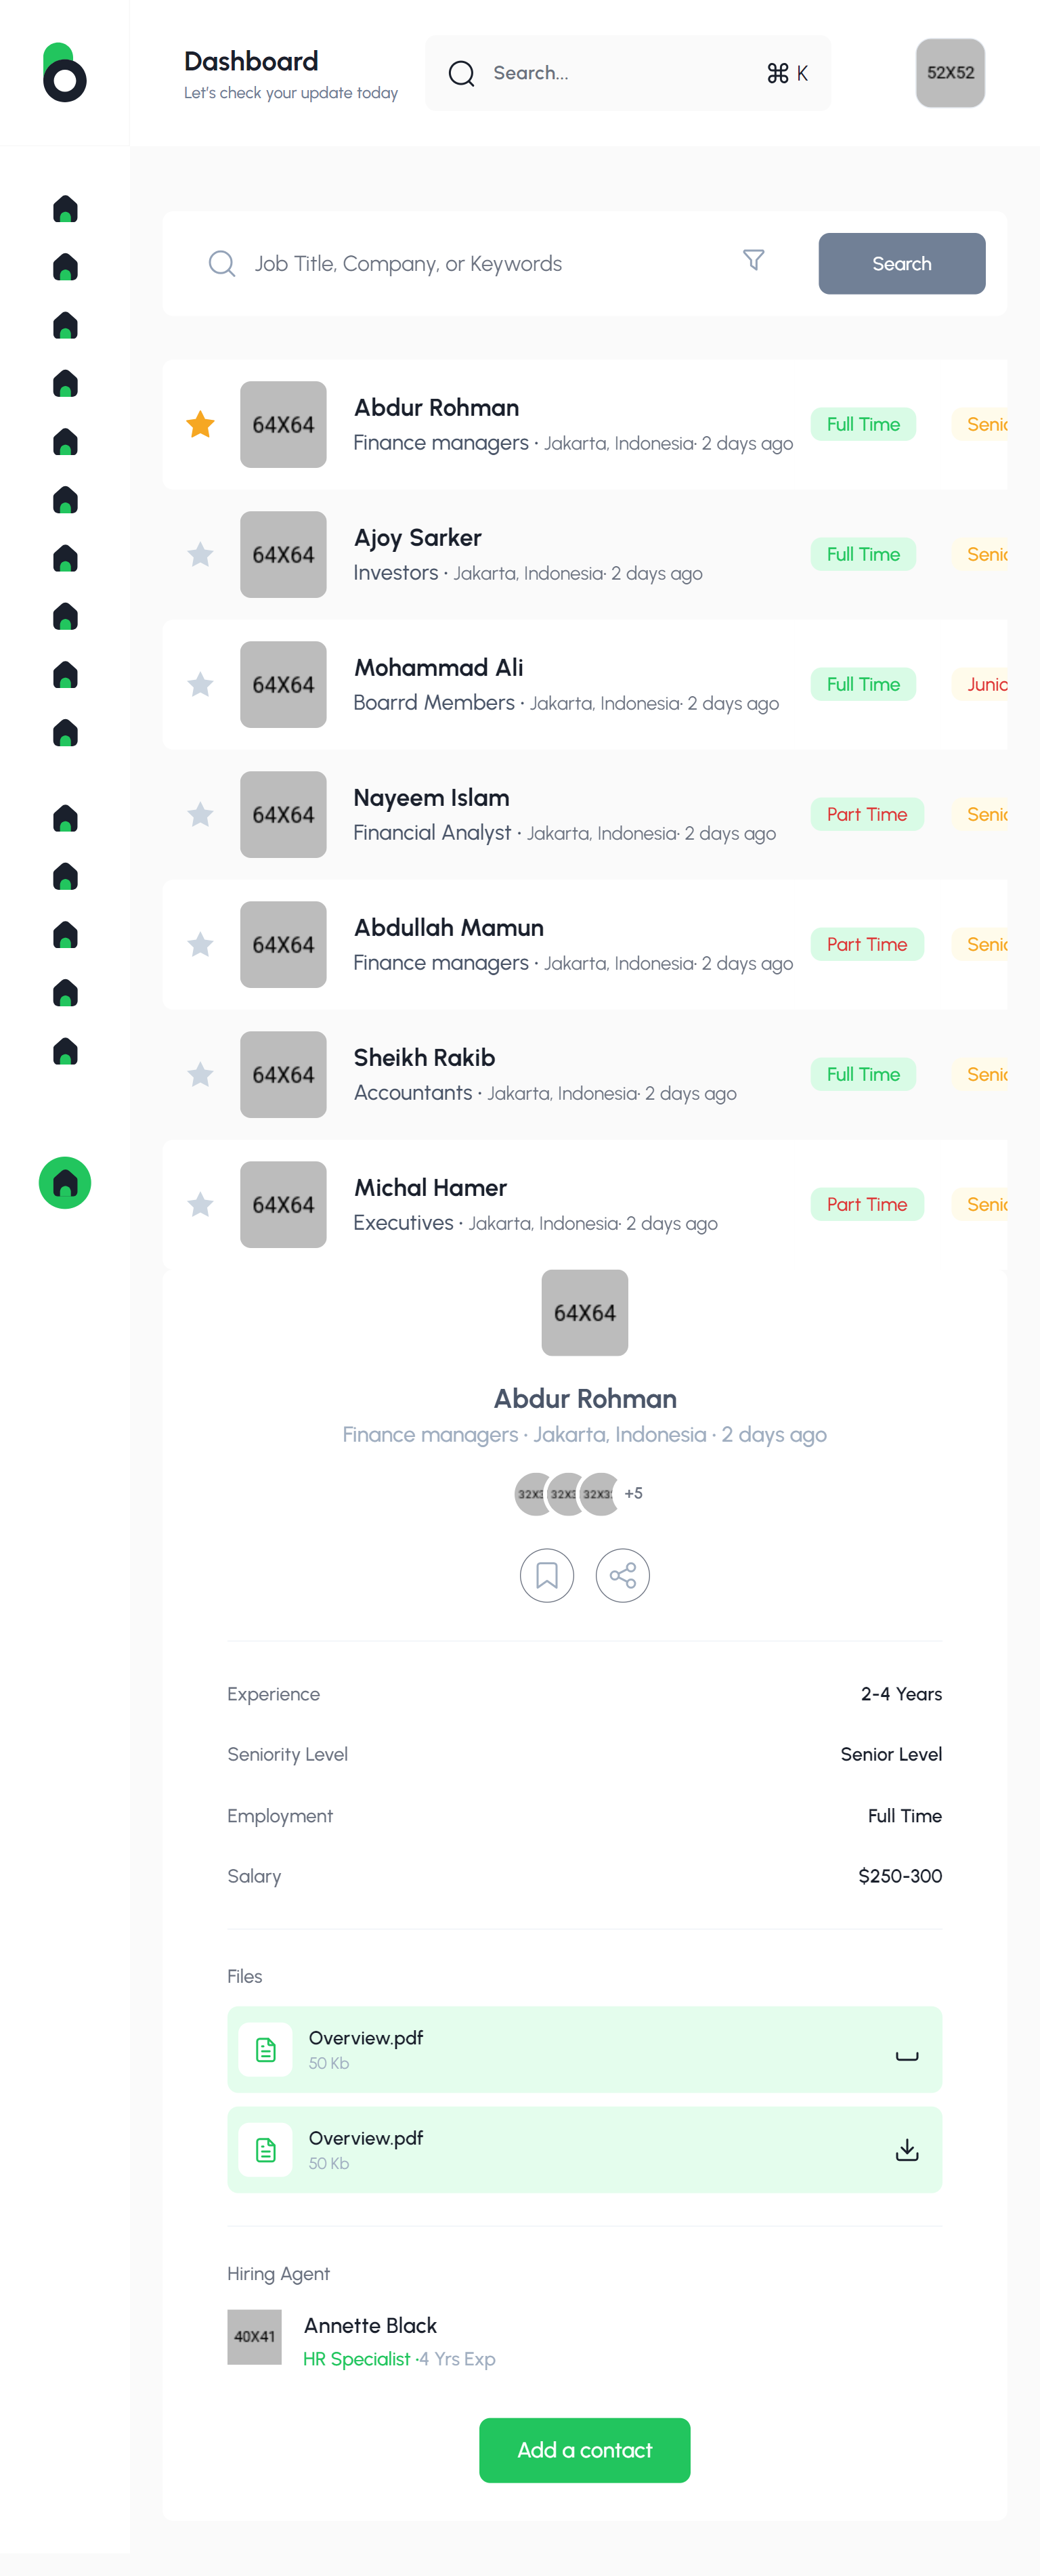 Dashboard
Let's check your update today
Search...
⌘ K
52X52
Job Title, Company, or Keywords
Search
64X64
Abdur Rohman
Finance managers · Jakarta, Indonesia· 2 days ago
Full Time
Senio
64X64
Ajoy Sarker
Investors · Jakarta, Indonesia· 2 days ago
Full Time
Senio
64X64
Mohammad Ali
Boarrd Members · Jakarta, Indonesia· 2 days ago
Full Time
Junio
64X64
Nayeem Islam
Financial Analyst · Jakarta, Indonesia· 2 days ago
Part Time
Senio
64X64
Abdullah Mamun
Finance managers · Jakarta, Indonesia· 2 days ago
Part Time
Senio
64X64
Sheikh Rakib
Accountants · Jakarta, Indonesia· 2 days ago
Full Time
Senio
64X64
Michal Hamer
Executives · Jakarta, Indonesia· 2 days ago
Part Time
Senio
64X64
Abdur Rohman
Finance managers · Jakarta, Indonesia · 2 days ago
32X3 32X3 32X3 +5
Experience 2-4 Years
Seniority Level Senior Level
Employment Full Time
Salary $250-300
Files
Overview.pdf
50 Kb
Overview.pdf
50 Kb
Hiring Agent
40X41
Annette Black
HR Specialist ·4 Yrs Exp
Add a contact